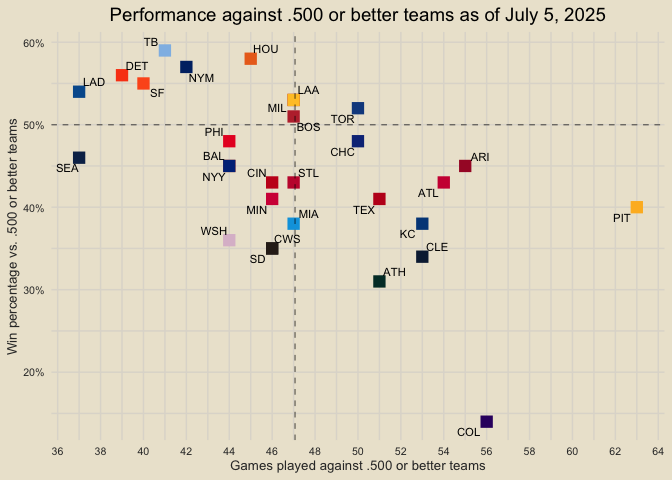 Performance against .500 or better teams as of July 5, 2025
Win percentage vs. .500 or better teams
60%
50%
40%
30%
20%
TB
HOU
DET
NYM
LAD
SF
LAA
MIL
BOS
TOR
PHI
CHC
BAL
SEA
NYY
CIN
STL
ARI
ATL
MIN
TEX
PIT
MIA
WSH
KC
CWS
CLE
SD
ATH
COL
36 38 40 42 44 46 48 50 52 54 56 58 60 62 64
Games played against .500 or better teams